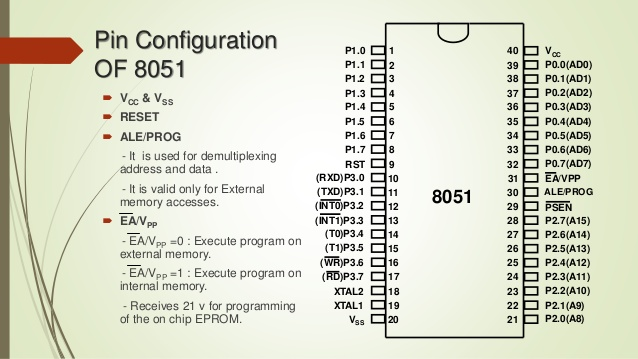 Pin Configuration
OF 8051
VCC & VSS
RESET
ALE/PROG
- It is used for demultiplexing
address and data .
- It is valid only for External
memory accesses.
EA/VPP
- EA/VPP =0 : Execute program on
external memory.
- EA/VPP =1 : Execute program on
internal memory.
- Receives 21 v for programming
of the on chip EPROM.
8051
P1.0 1
P1.1 2
P1.2 3
P1.3 4
P1.4 5
P1.5 6
P1.6 7
P1.7 8
RST 9
(RXD)P3.0 10
(TXD)P3.1 11
(INT0)P3.2 12
(INT1)P3.3 13
(T0)P3.4 14
(T1)P3.5 15
(WR)P3.6 16
(RD)P3.7 17
XTAL2 18
XTAL1 19
VSS 20
40 VCC
39 P0.0(AD0)
38 P0.1(AD1)
37 P0.2(AD2)
36 P0.3(AD3)
35 P0.4(AD4)
34 P0.5(AD5)
33 P0.6(AD6)
32 P0.7(AD7)
31 EA/VPP
30 ALE/PROG
29 PSEN
28 P2.7(A15)
27 P2.6(A14)
26 P2.5(A13)
25 P2.4(A12)
24 P2.3(A11)
23 P2.2(A10)
22 P2.1(A9)
21 P2.0(A8)